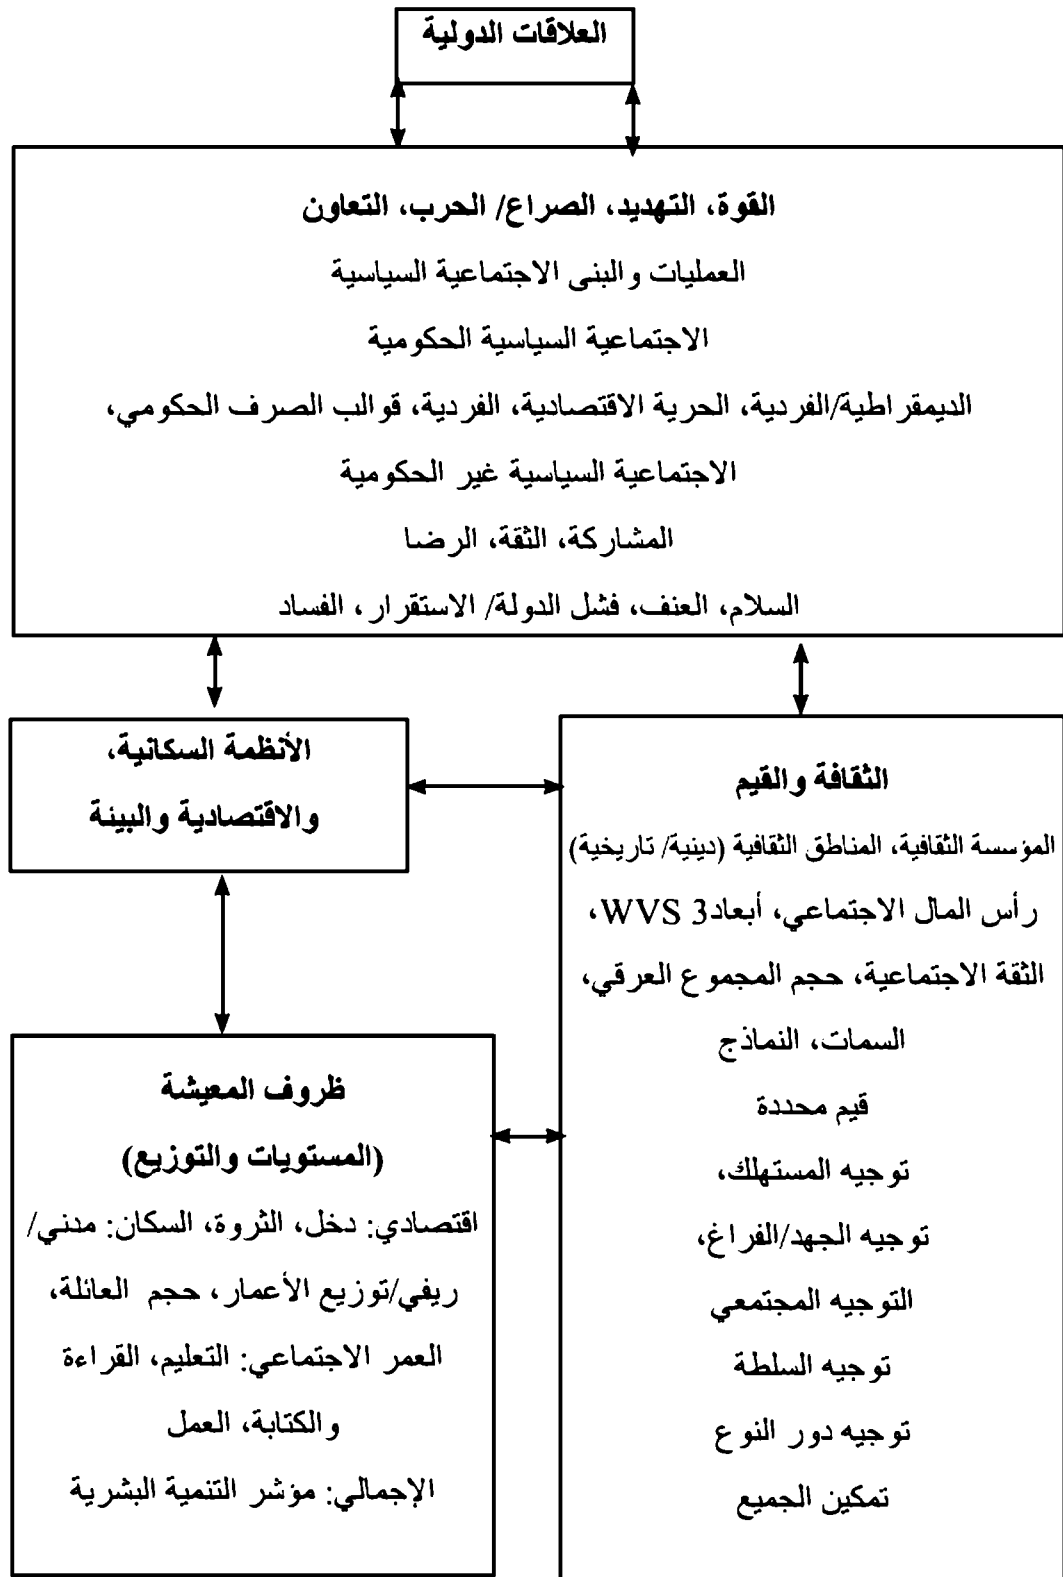 العلاقات الدولية
القوة، التهديد، الصراع/ الحرب، التعاون
العمليات والبنى الاجتماعية السياسية
الاجتماعية السياسية الحكومية
الديمقراطية/الفردية، الحرية الاقتصادية، الفردية، قوالب الصرف الحكومي،
الاجتماعية السياسية غير الحكومية
المشاركة، الثقة، الرضا
السلام، العنف، فشل الدولة/ الاستقرار، الفساد
الأنظمة السكانية،
والاقتصادية والبيئة
الثقافة والقيم
المؤسسة الثقافية، المناطق الثقافية (دينية/ تاريخية)
رأس المال الاجتماعي، أبعاد3 WVS،
الثقة الاجتماعية، حجم المجموع العرقي،
السمات، النماذج
قيم محددة
توجيه المستهلك،
توجيه الجهد/الفراغ،
التوجيه المجتمعي
توجيه السلطة
توجيه دور النوع
تمكين الجميع
ظروف المعيشة
(المستويات والتوزيع)
اقتصادي: دخل، الثروة، السكان: مدني/
ريفي/توزيع الأعمار، حجم العائلة،
العمر الاجتماعي: التعليم، القراءة
والكتابة، العمل
الإجمالي: مؤشر التنمية البشرية